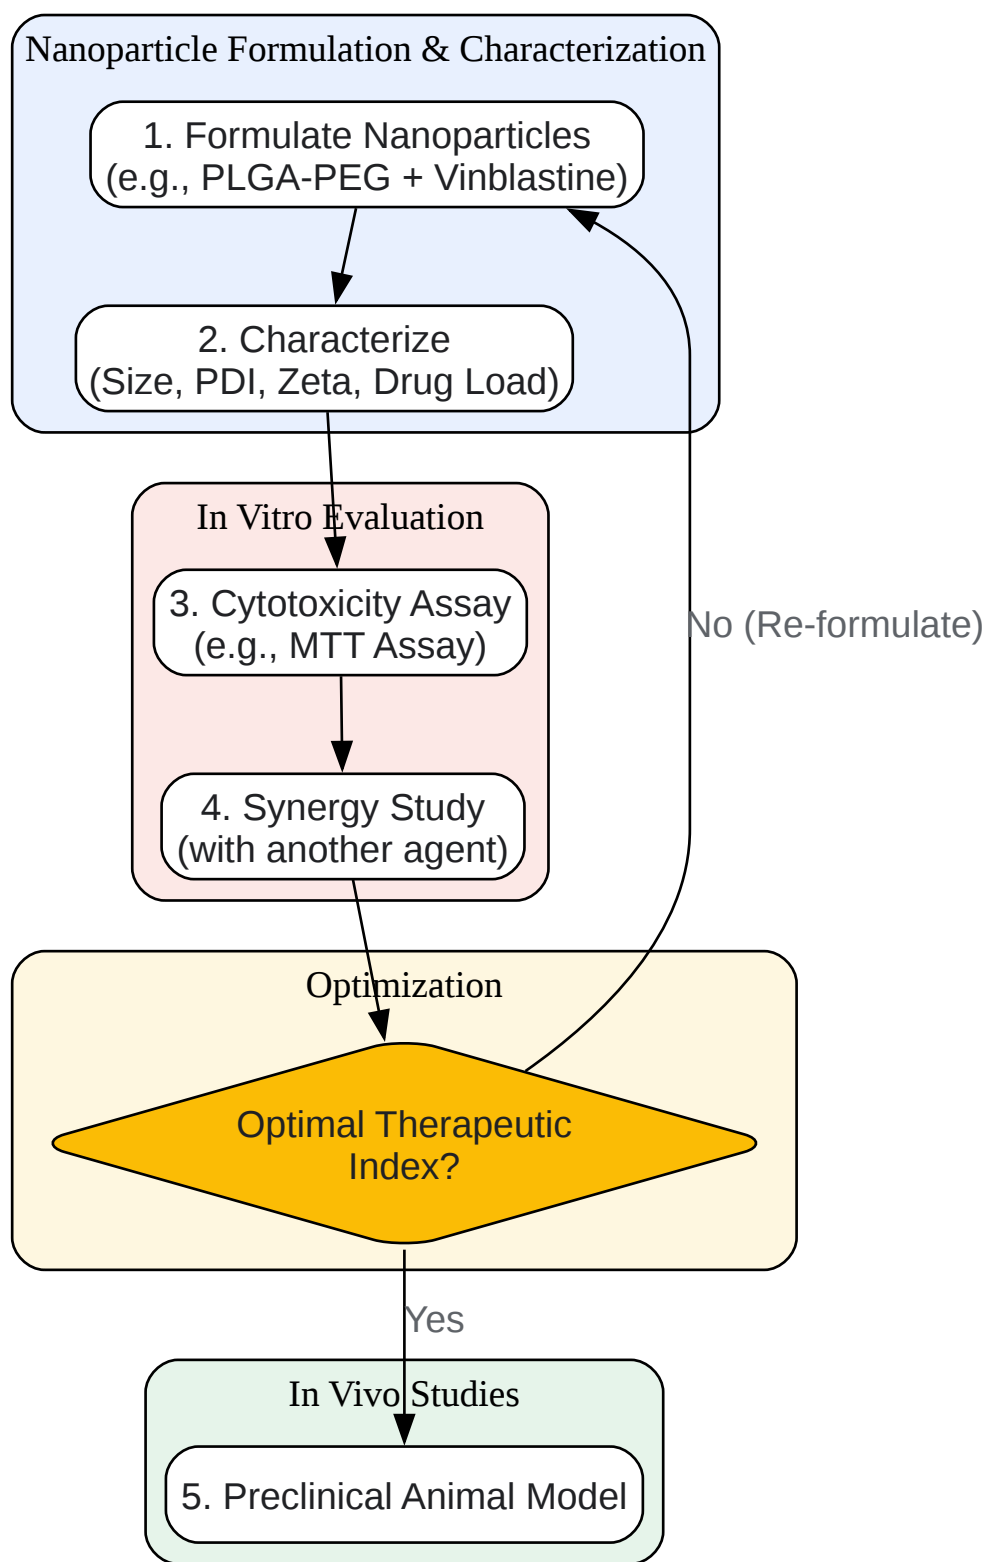 Nanoparticle Formulation & Characterization
1. Formulate Nanoparticles
(e.g., PLGA-PEG + Vinblastine)
2. Characterize
(Size, PDI, Zeta, Drug Load)
In Vitro Evaluation
3. Cytotoxicity Assay
(e.g., MTT Assay)
No (Re-formulate)
4. Synergy Study
(with another agent)
Optimization
Optimal Therapeutic
Index?
Yes
In Vivo Studies
5. Preclinical Animal Model